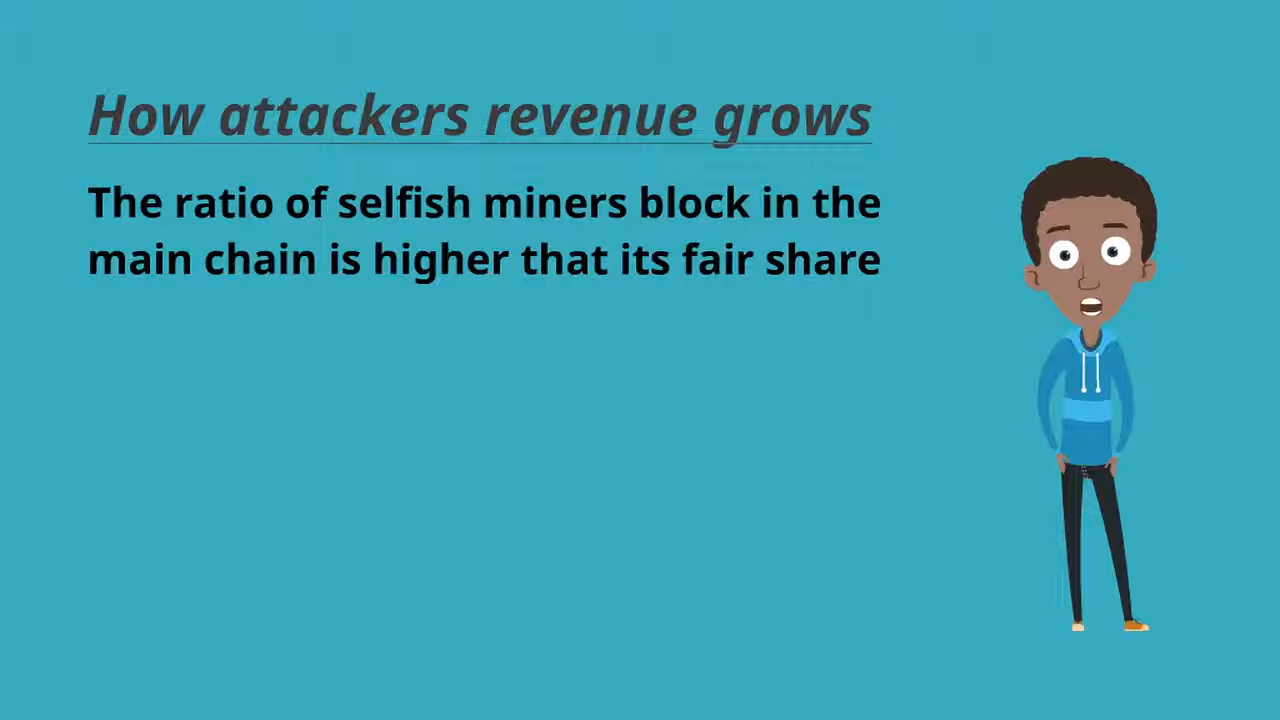 How attackers revenue grows
The ratio of selfish miners block in the
main chain is higher that its fair share